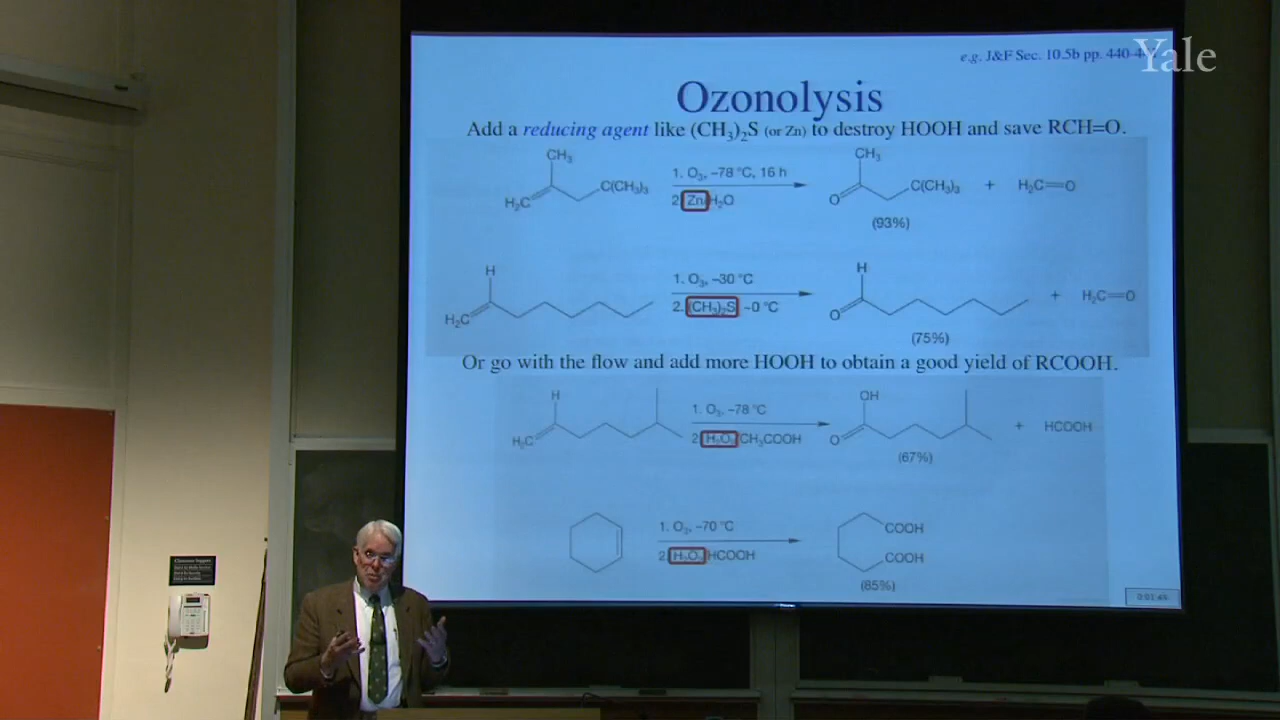 e.g. J&F Sec. 10.5b pp. 440-4
Yale
Ozonolysis
Add a reducing agent like (CH₃)₂S (or Zn) to destroy HOOH and save RCH=O.
CH₃
H₂C
C(CH₃)₃
1. O₃, –78 °C, 16 h
2. Zn/H₂O
CH₃
O
C(CH₃)₃
+
H₂C=O
(93%)
H
H₂C
1. O₃, –30 °C
2. (CH₃)₂S ~0 °C
H
O
+
H₂C=O
(75%)
Or go with the flow and add more HOOH to obtain a good yield of RCOOH.
H
H₂C
1. O₃, –78 °C
2. H₂O₂/CH₃COOH
OH
O
+
HCOOH
(67%)
1. O₃, –70 °C
2. H₂O₂/HCOOH
COOH
COOH
(85%)